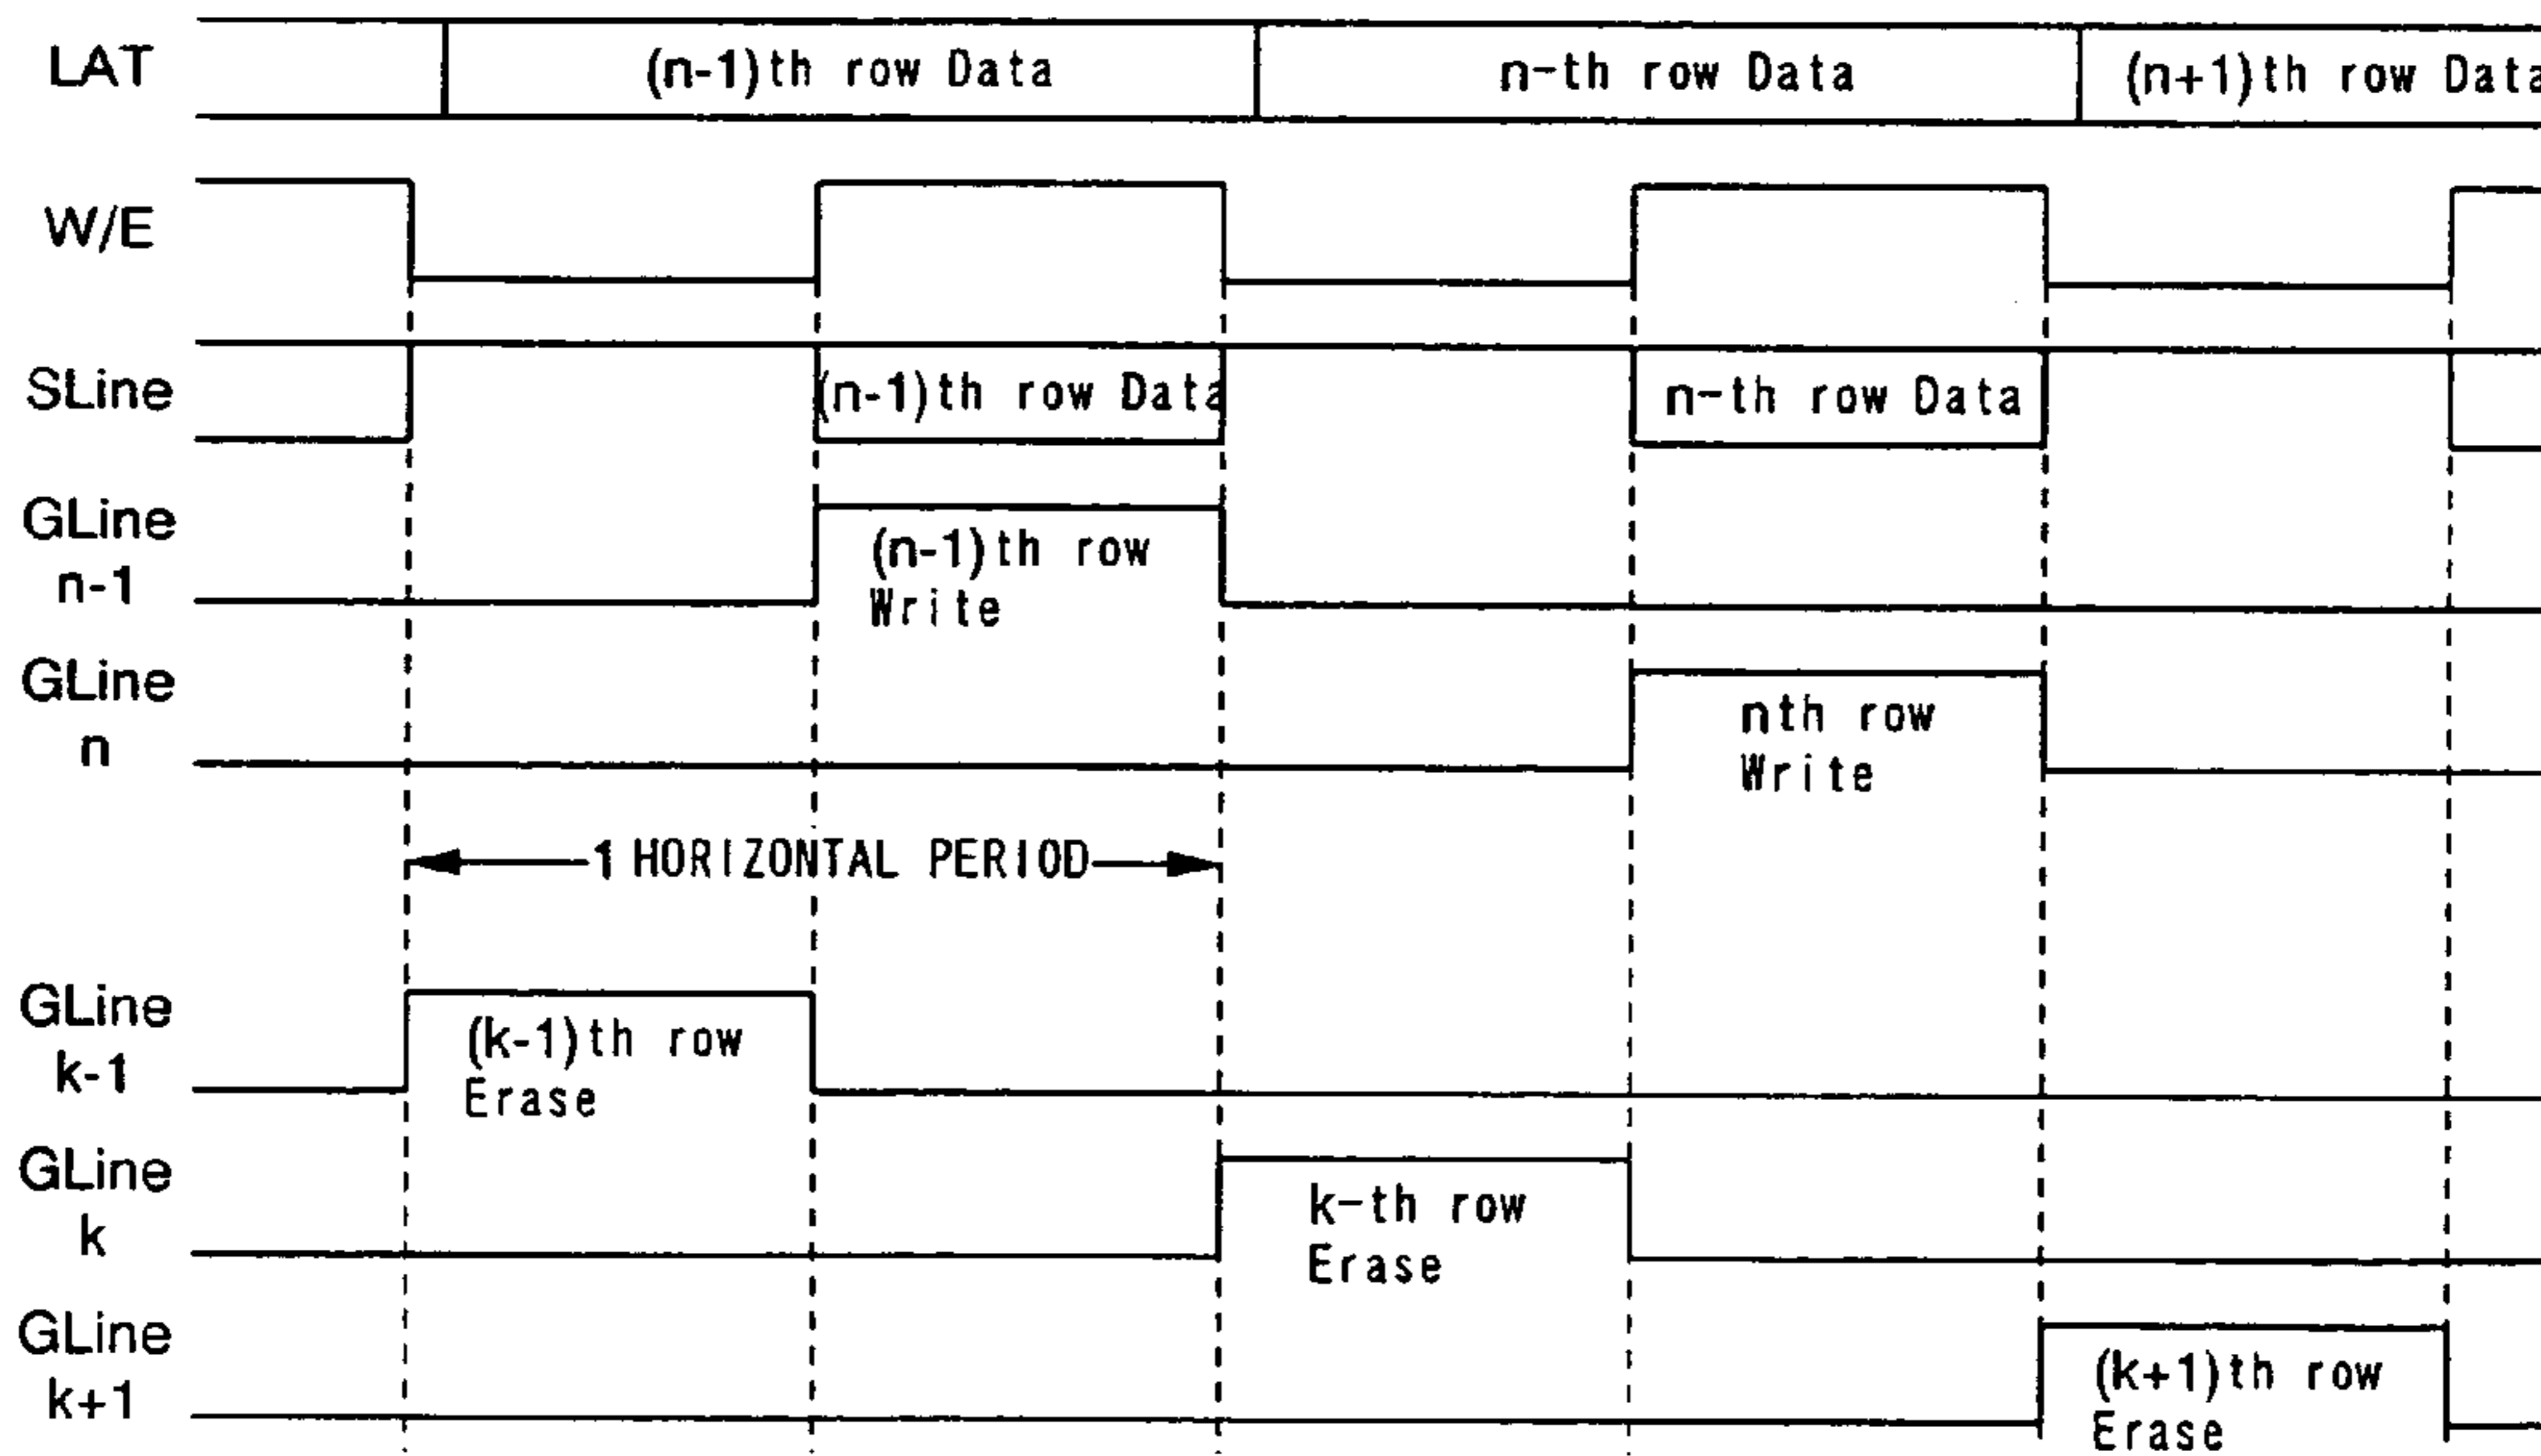 LAT
(n-1)th row Data
n-th row Data
(n+1)th row Data
W/E
SLine
(n-1)th row Data
n-th row Data
GLine
n-1
(n-1)th row
Write
GLine
n
nth row
Write
1 HORIZONTAL PERIOD
GLine
k-1
(k-1)th row
Erase
GLine
k
k-th row
Erase
GLine
k+1
(k+1)th row
Erase